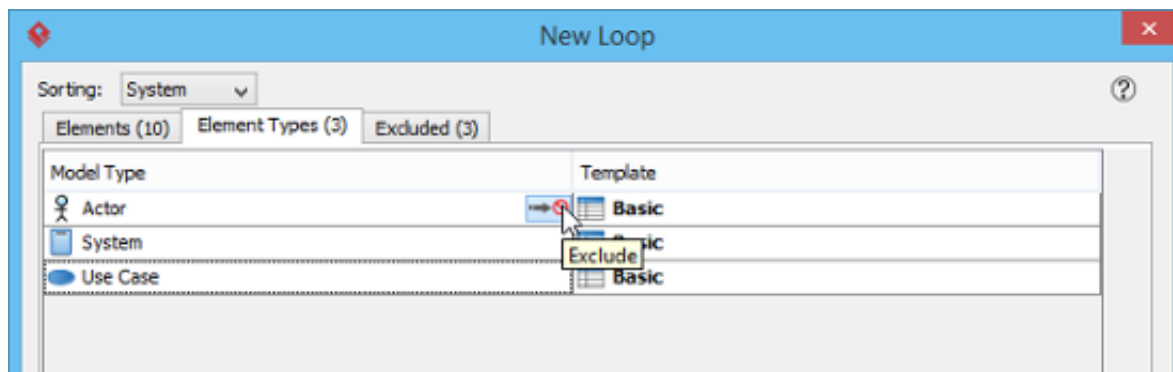 New Loop
Sorting: System
Elements (10) Element Types (3) Excluded (3)
Model Type Template
Actor Basic
System
Exclude
Use Case Basic